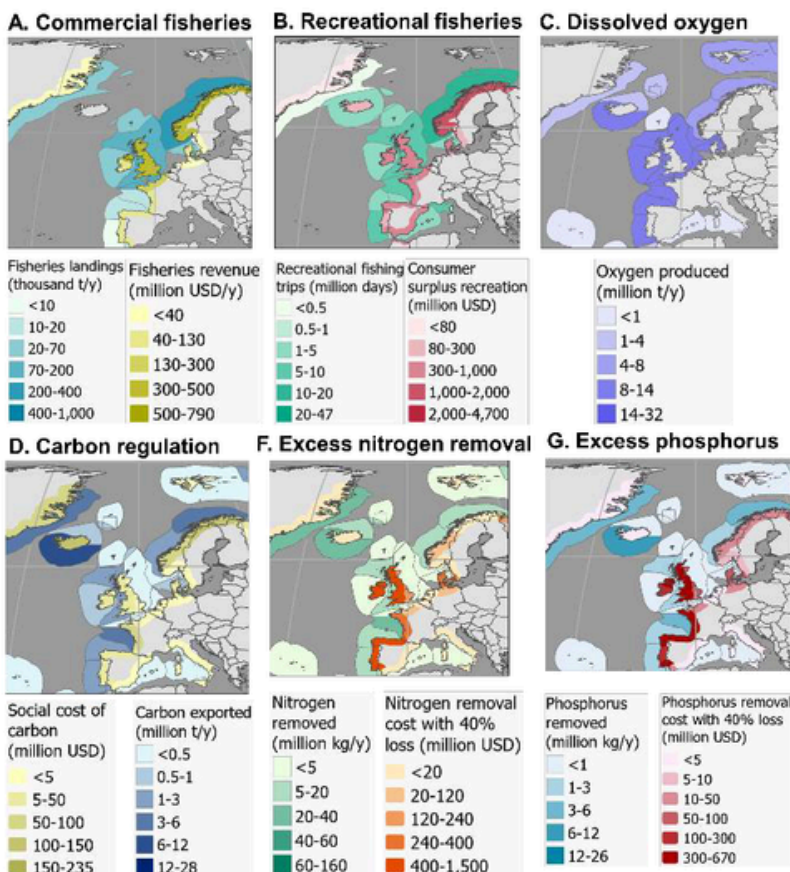 A. Commercial fisheries
B. Recreational fisheries
C. Dissolved oxygen
Fisheries landings
(thousand t/y)
<10
10-20
20-70
70-200
200-400
400-1,000
Fisheries revenue
(million USD/y)
<40
40-130
130-300
300-500
500-790
Recreational fishing
trips (million days)
<0.5
0.5-1
1-5
5-10
10-20
20-47
Consumer
surplus recreation
(million USD)
<80
80-300
300-1,000
1,000-2,000
2,000-4,700
Oxygen produced
(million t/y)
<1
1-4
4-8
8-14
14-32
D. Carbon regulation
F. Excess nitrogen removal
G. Excess phosphorus
Social cost of
carbon
(million USD)
<5
5-50
50-100
100-150
150-235
Carbon exported
(million t/y)
<0.5
0.5-1
1-3
3-6
6-12
12-28
Nitrogen
removed
(million kg/y)
<5
5-20
20-40
40-60
60-160
Nitrogen removal
cost with 40%
loss (million USD)
<20
20-120
120-240
240-400
400-1,500
Phosphorus
removed
(million kg/y)
<1
1-3
3-6
6-12
12-26
Phosphorus removal
cost with 40% loss
(million USD)
<5
5-10
10-50
50-100
100-300
300-670